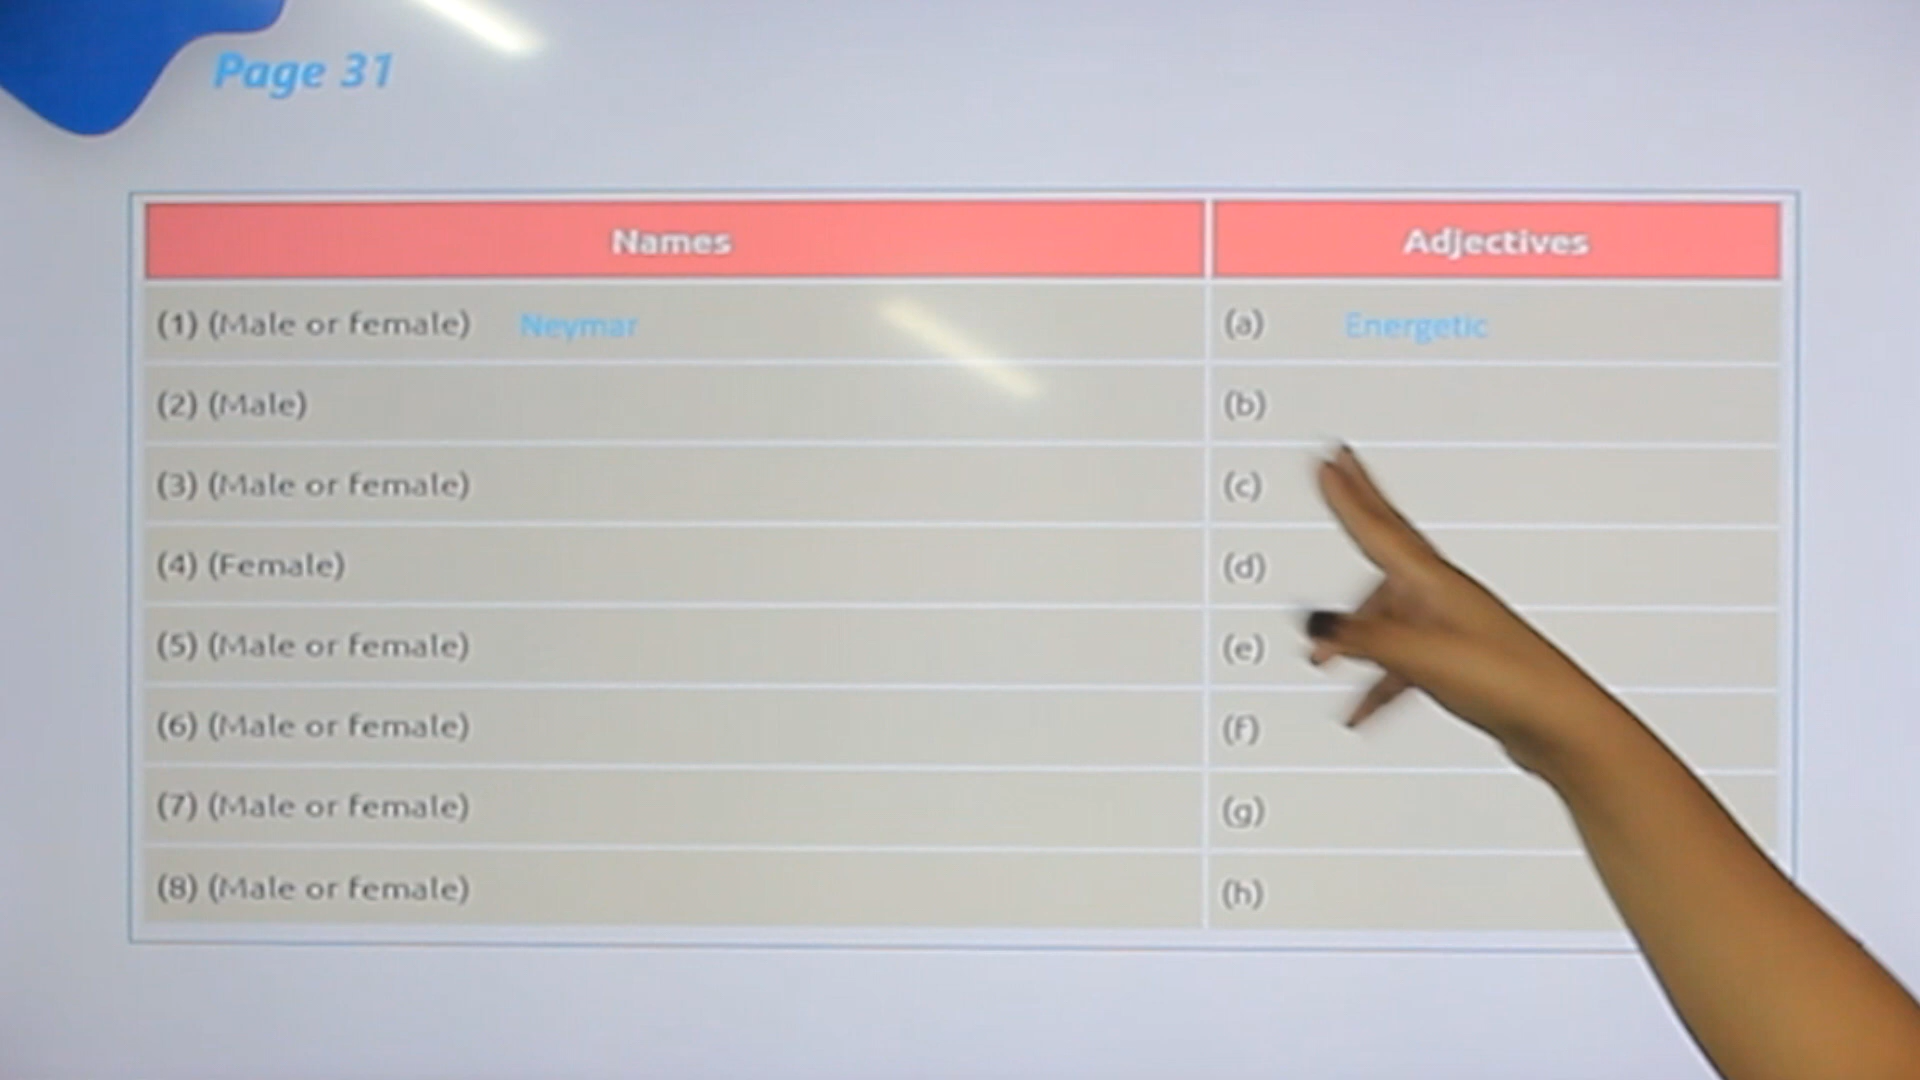 Page 31
Names Adjectives
(1) (Male or female) Neymar (a) Energetic
(2) (Male) (b)
(3) (Male or female) (c)
(4) (Female) (d)
(5) (Male or female) (e)
(6) (Male or female) (f)
(7) (Male or female) (g)
(8) (Male or female) (h)